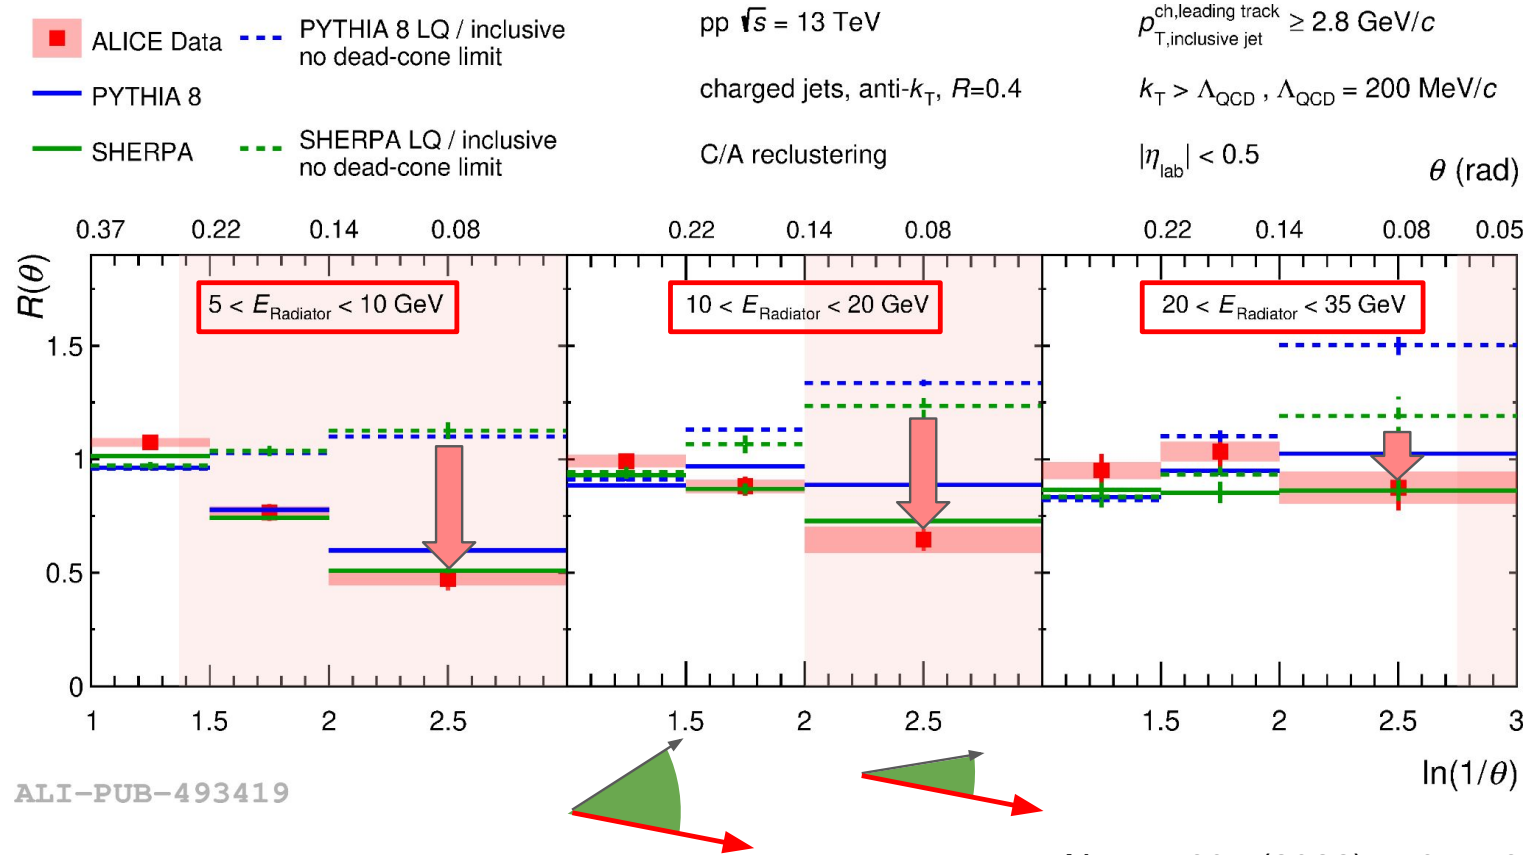 ALICE Data
PYTHIA 8 LQ / inclusive
no dead-cone limit
PYTHIA 8
SHERPA
SHERPA LQ / inclusive
no dead-cone limit
pp √s = 13 TeV
charged jets, anti-kT, R=0.4
C/A reclustering
p ch,leading track T,inclusive jet ≥ 2.8 GeV/c
kT > ΛQCD , ΛQCD = 200 MeV/c
|ηlab| < 0.5
θ (rad)
0.37 0.22 0.14 0.08 0.22 0.14 0.08 0.22 0.14 0.08 0.05
R(θ)
5 < ERadiator < 10 GeV
10 < ERadiator < 20 GeV
20 < ERadiator < 35 GeV
1.5
1
0.5
0
1 1.5 2 2.5 1.5 2 2.5 1.5 2 2.5 3
ln(1/θ)
ALI-PUB-493419